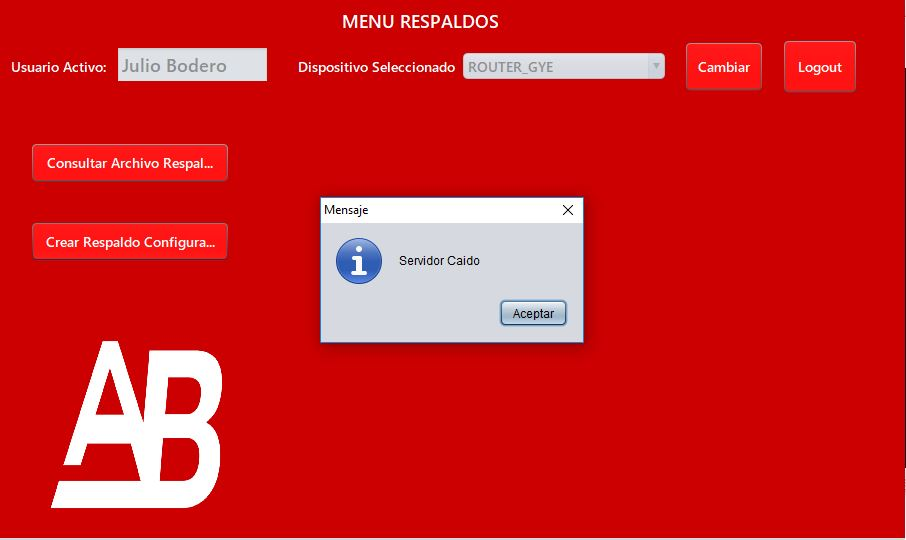 MENU RESPALDOS
Usuario Activo: Julio Bodero Dispositivo Seleccionado ROUTER_GYE Cambiar Logout
Consultar Archivo Respal...
Mensaje
Servidor Caido
Crear Respaldo Configura...
Aceptar
AB